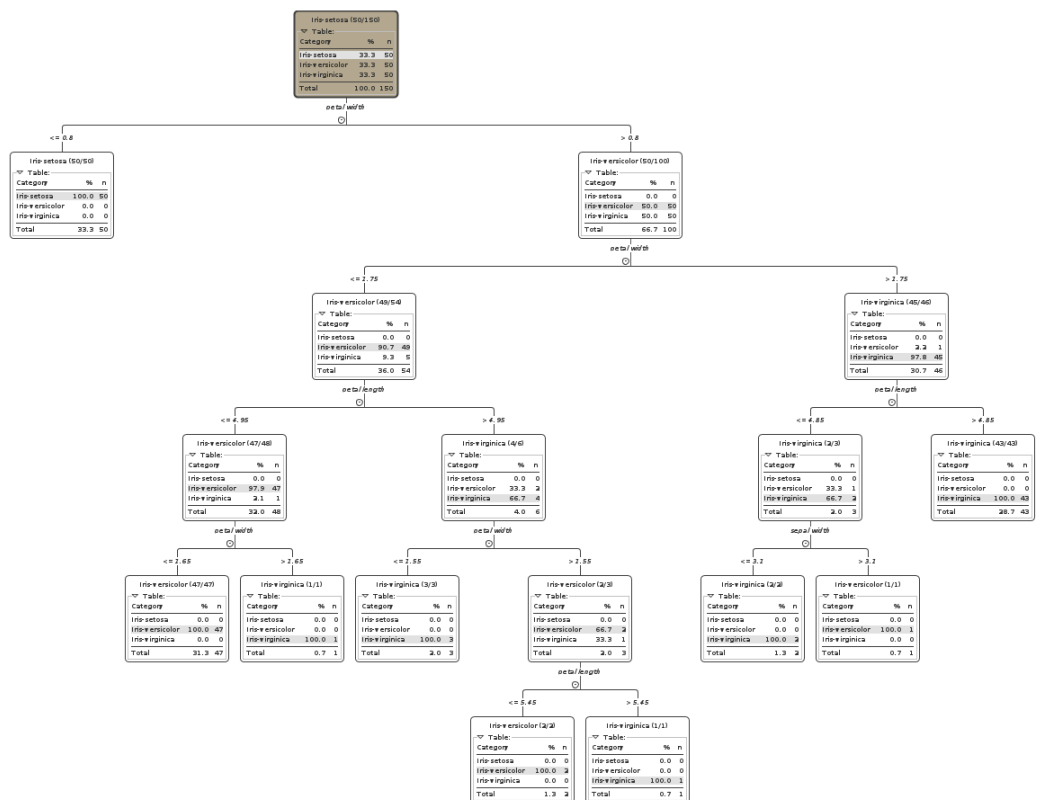 Iris-setosa (50/150)
Table:
Category % n
Iris-setosa 33.3 50
Iris-versicolor 33.3 50
Iris-virginica 33.3 50
Total 100.0 150
petal width
<= 0.8
> 0.8
Iris-setosa (50/50)
Table:
Category % n
Iris-setosa 100.0 50
Iris-versicolor 0.0 0
Iris-virginica 0.0 0
Total 33.3 50
Iris-versicolor (50/100)
Table:
Category % n
Iris-setosa 0.0 0
Iris-versicolor 50.0 50
Iris-virginica 50.0 50
Total 66.7 100
petal width
<= 1.75
> 1.75
Iris-versicolor (49/54)
Table:
Category % n
Iris-setosa 0.0 0
Iris-versicolor 90.7 49
Iris-virginica 9.3 5
Total 36.0 54
petal length
Iris-virginica (45/46)
Table:
Category % n
Iris-setosa 0.0 0
Iris-versicolor 2.2 1
Iris-virginica 97.8 45
Total 30.7 46
petal length
<= 4.95
> 4.95
<= 4.85
> 4.85
Iris-versicolor (47/48)
Table:
Category % n
Iris-setosa 0.0 0
Iris-versicolor 97.9 47
Iris-virginica 2.1 1
Total 32.0 48
petal width
Iris-virginica (4/6)
Table:
Category % n
Iris-setosa 0.0 0
Iris-versicolor 33.3 2
Iris-virginica 66.7 4
Total 4.0 6
petal width
Iris-virginica (2/3)
Table:
Category % n
Iris-setosa 0.0 0
Iris-versicolor 33.3 1
Iris-virginica 66.7 2
Total 2.0 3
sepal width
Iris-virginica (43/43)
Table:
Category % n
Iris-setosa 0.0 0
Iris-versicolor 0.0 0
Iris-virginica 100.0 43
Total 28.7 43
<= 1.65
> 1.65
<= 1.55
> 1.55
<= 3.1
> 3.1
Iris-versicolor (47/47)
Table:
Category % n
Iris-setosa 0.0 0
Iris-versicolor 100.0 47
Iris-virginica 0.0 0
Total 31.3 47
Iris-virginica (1/1)
Table:
Category % n
Iris-setosa 0.0 0
Iris-versicolor 0.0 0
Iris-virginica 100.0 1
Total 0.7 1
Iris-virginica (3/3)
Table:
Category % n
Iris-setosa 0.0 0
Iris-versicolor 0.0 0
Iris-virginica 100.0 3
Total 2.0 3
Iris-versicolor (2/3)
Table:
Category % n
Iris-setosa 0.0 0
Iris-versicolor 66.7 2
Iris-virginica 33.3 1
Total 2.0 3
petal length
Iris-virginica (2/2)
Table:
Category % n
Iris-setosa 0.0 0
Iris-versicolor 0.0 0
Iris-virginica 100.0 2
Total 1.3 2
Iris-versicolor (1/1)
Table:
Category % n
Iris-setosa 0.0 0
Iris-versicolor 100.0 1
Iris-virginica 0.0 0
Total 0.7 1
<= 5.45
> 5.45
Iris-versicolor (2/2)
Table:
Category % n
Iris-setosa 0.0 0
Iris-versicolor 100.0 2
Iris-virginica 0.0 0
Total 1.3 2
Iris-virginica (1/1)
Table:
Category % n
Iris-setosa 0.0 0
Iris-versicolor 0.0 0
Iris-virginica 100.0 1
Total 0.7 1